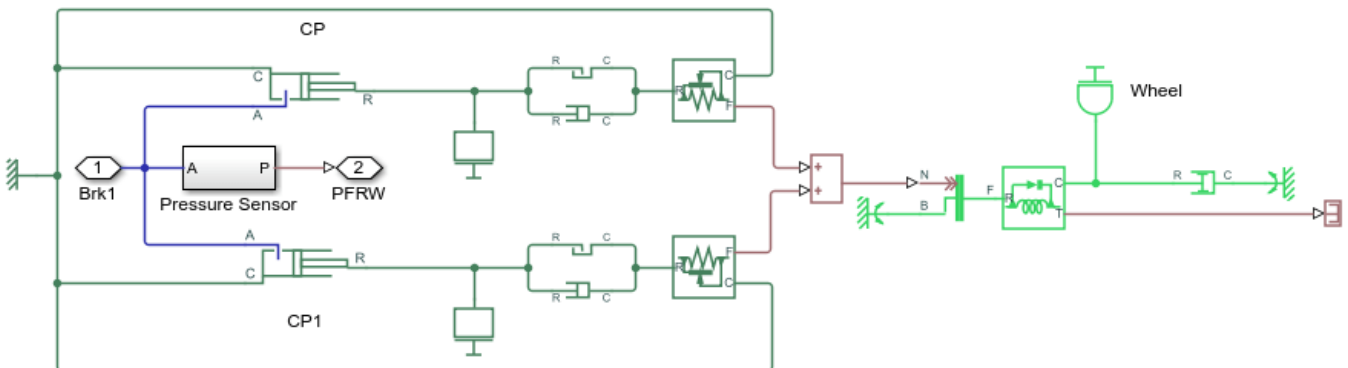 CP
C
R
A
R
C
R
C
R
C
F
1
Brk1
A
P
Pressure Sensor
2
PFRW
+
+
N
B
F
R
C
T
Wheel
R
C
A
C
R
CP1
R
C
R
C
R
F
C